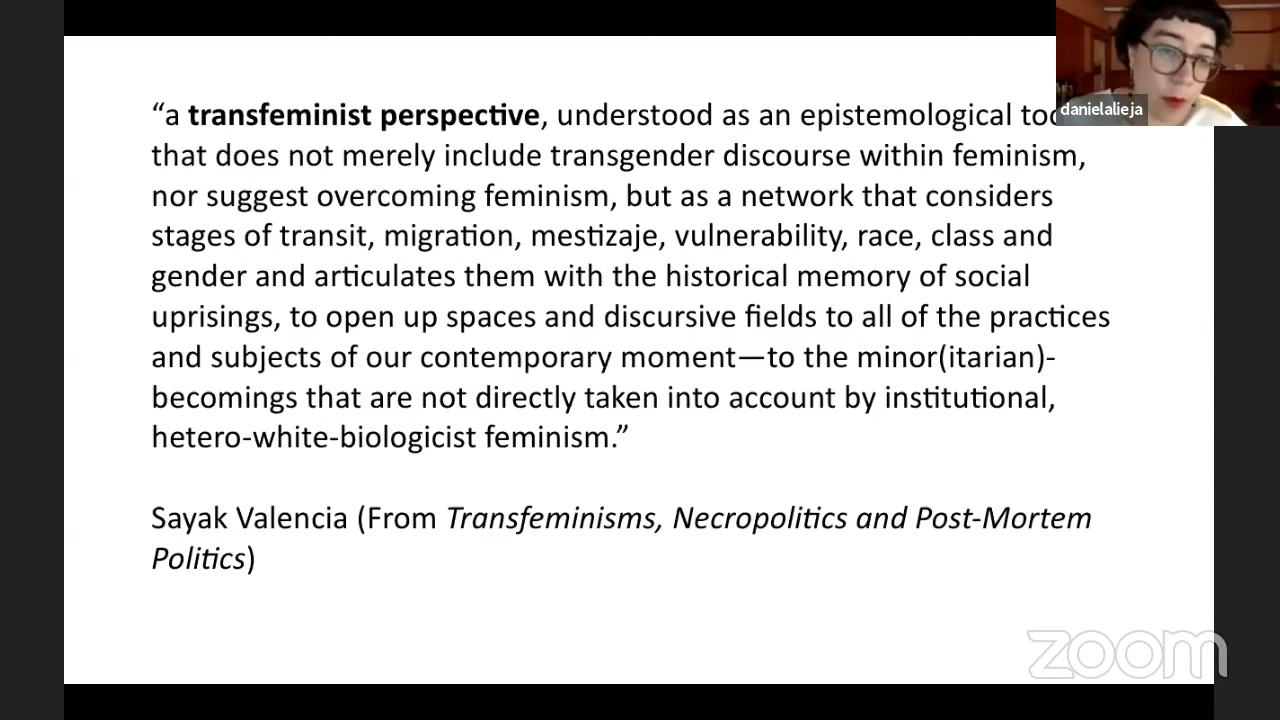 “a transfeminist perspective, understood as an epistemological
that does not merely include transgender discourse within feminism,
nor suggest overcoming feminism, but as a network that considers
stages of transit, migration, mestizaje, vulnerability, race, class and
gender and articulates them with the historical memory of social
uprisings, to open up spaces and discursive fields to all of the practices
and subjects of our contemporary moment—to the minor(itarian)-
becomings that are not directly taken into account by institutional,
hetero-white-biologicist feminism.”
Sayak Valencia (From Transfeminisms, Necropolitics and Post-Mortem
Politics)
danielalieja
zoom